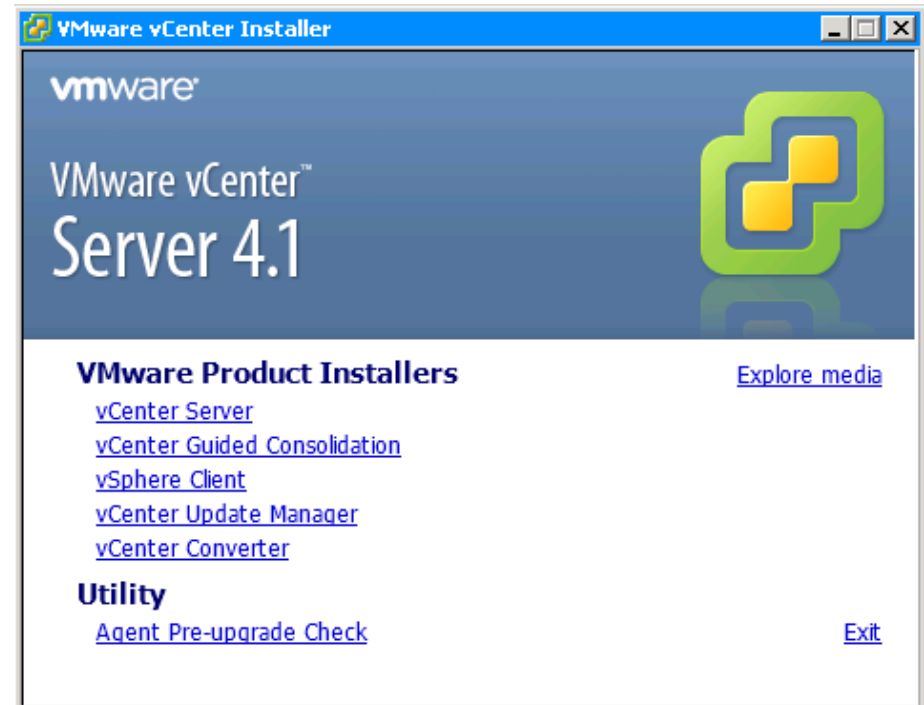 VMware vCenter Installer
vmware®
VMware vCenter™
Server 4.1
VMware Product Installers
Explore media
vCenter Server
vCenter Guided Consolidation
vSphere Client
vCenter Update Manager
vCenter Converter
Utility
Agent Pre-upgrade Check
Exit